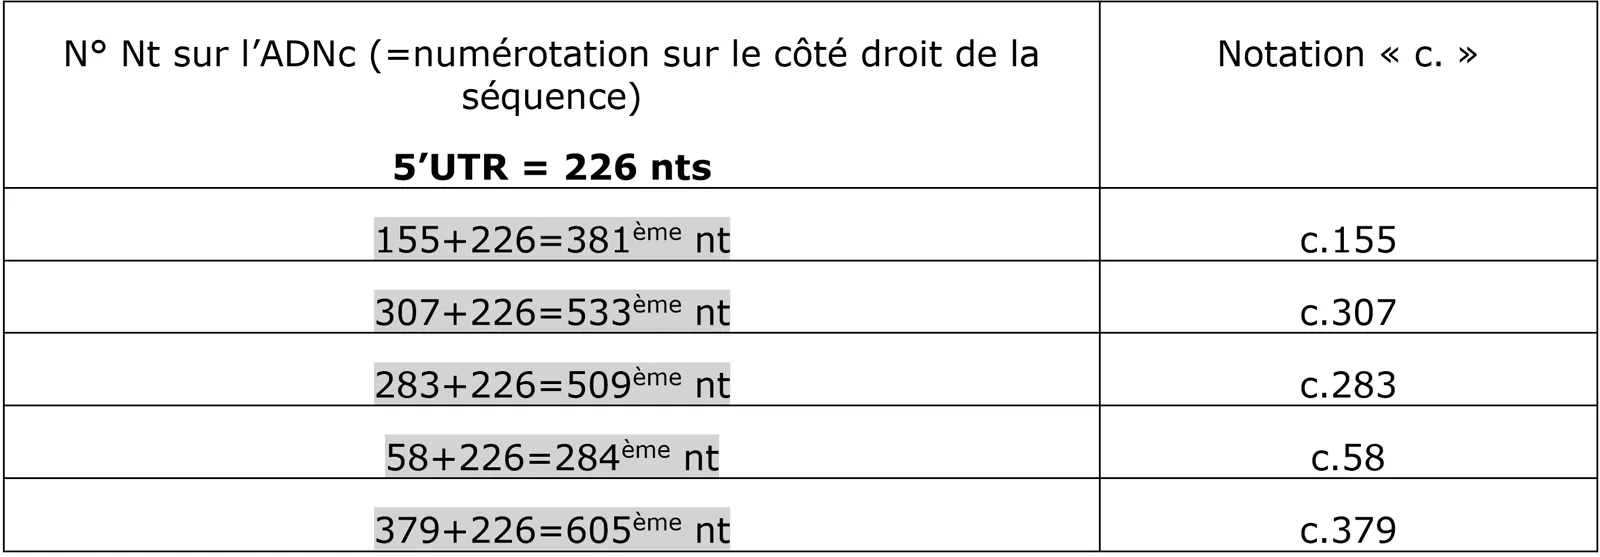 N° Nt sur l’ADNc (=numérotation sur le côté droit de la
séquence)
5’UTR = 226 nts
Notation « c. »
155+226=381ème nt
c.155
307+226=533ème nt
c.307
283+226=509ème nt
c.283
58+226=284ème nt
c.58
379+226=605ème nt
c.379